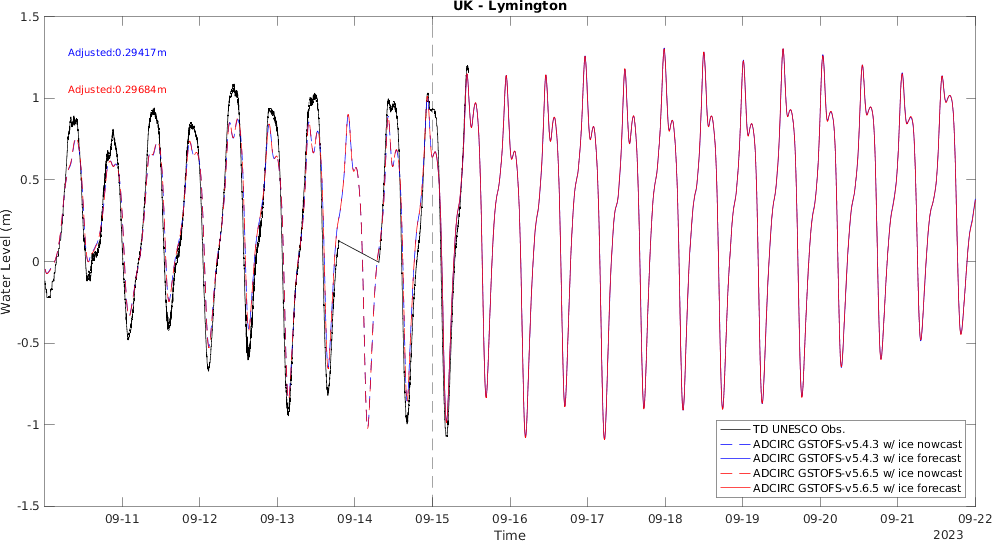 UK - Lymington
Adjusted:0.29417m
Adjusted:0.29684m
Water Level (m)
1.5
1
0.5
0
-0.5
-1
-1.5
TD UNESCO Obs.
ADCIRC GSTOFS-v5.4.3 w/ ice nowcast
ADCIRC GSTOFS-v5.4.3 w/ ice forecast
ADCIRC GSTOFS-v5.6.5 w/ ice nowcast
ADCIRC GSTOFS-v5.6.5 w/ ice forecast
09-11 09-12 09-13 09-14 09-15 09-16 09-17 09-18 09-19 09-20 09-21 09-22
Time
2023